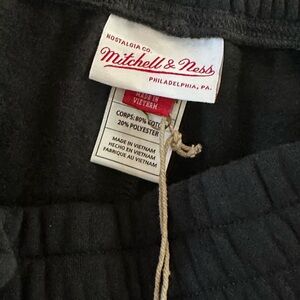 NOSTALGIA CO.
Mitchell & Ness
PHILADELPHIA, PA.
MADE IN
VIETNAM
CORPS: 80% COTO
20% POLYESTER
MADE IN VIETNAM
HECHO EN VIETNAM
FABRIQUÉ AU VIETNAM